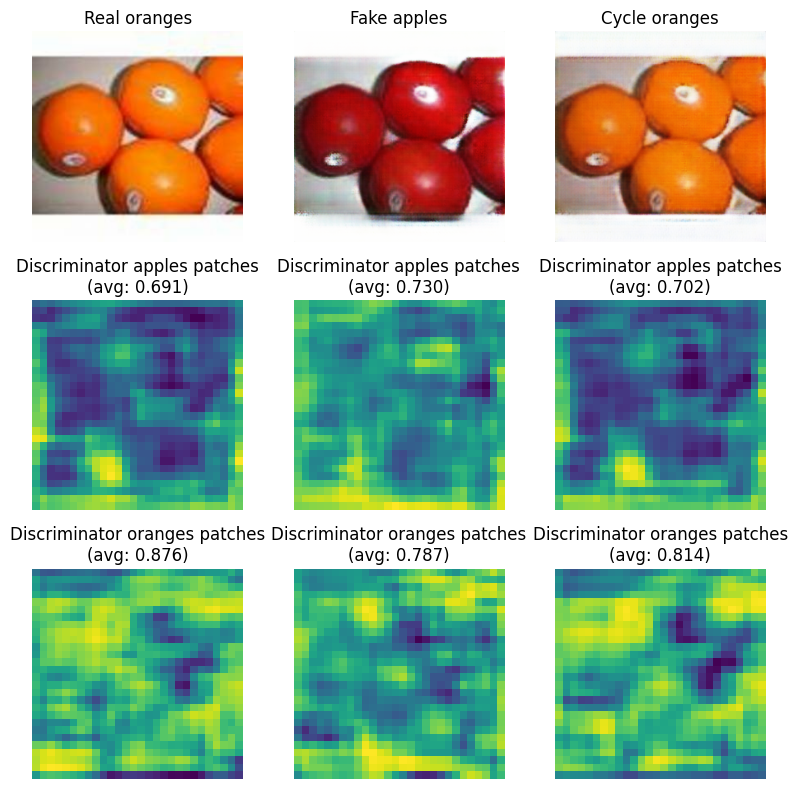 Real oranges
Fake apples
Cycle oranges
Discriminator apples patches
(avg: 0.691)
Discriminator apples patches
(avg: 0.730)
Discriminator apples patches
(avg: 0.702)
Discriminator oranges patches
(avg: 0.876)
Discriminator oranges patches
(avg: 0.787)
Discriminator oranges patches
(avg: 0.814)